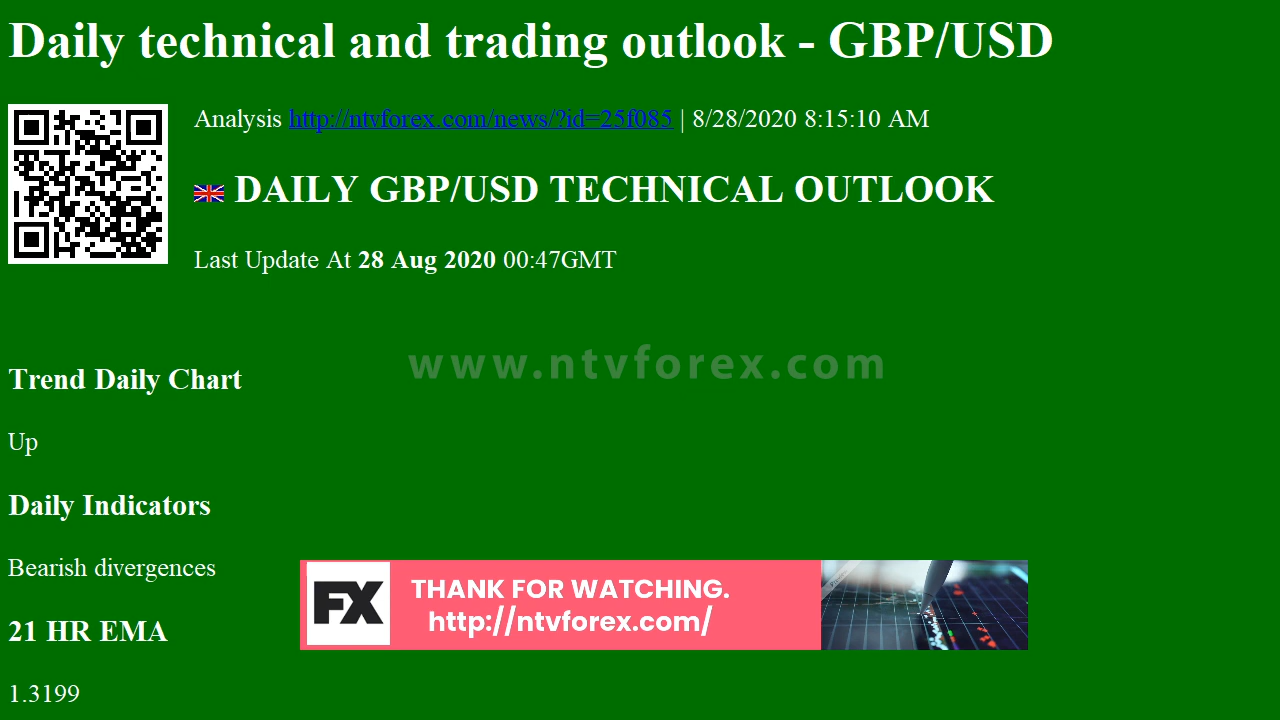 Daily technical and trading outlook - GBP/USD
Analysis http://ntvforex.com/news/?id=25f085 | 8/28/2020 8:15:10 AM
DAILY GBP/USD TECHNICAL OUTLOOK
Last Update At 28 Aug 2020 00:47GMT
www.ntvforex.com
Trend Daily Chart
Up
Daily Indicators
Bearish divergences
FX
THANK FOR WATCHING.
http://ntvforex.com/
21 HR EMA
1.3199